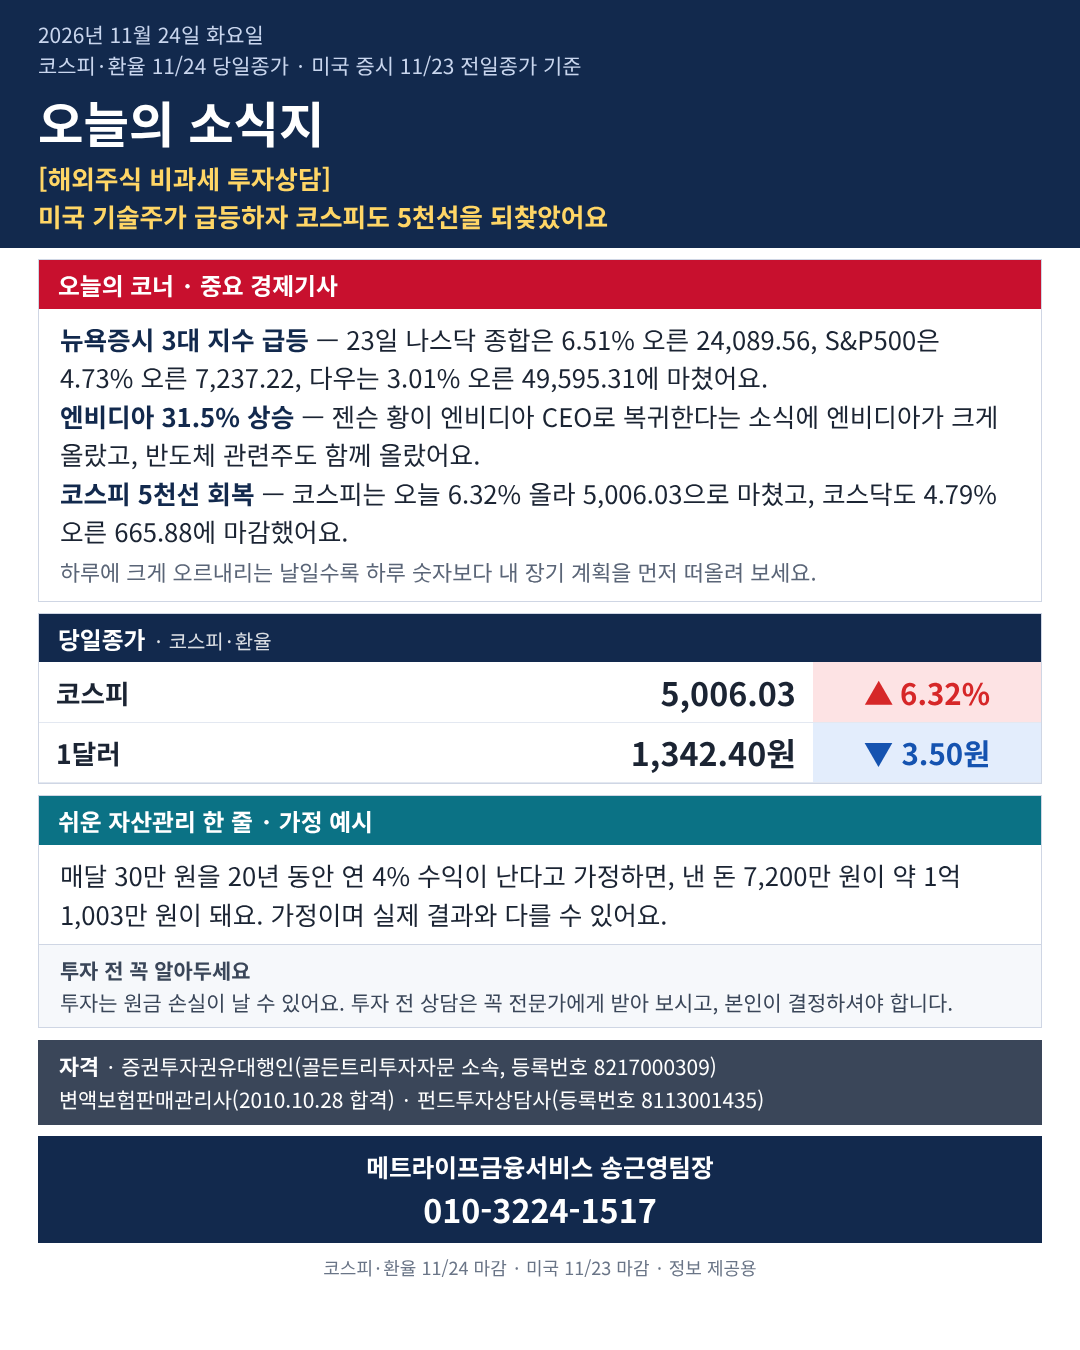 2026년 11월 24일 화요일
코스피·환율 11/24 당일종가 · 미국 증시 11/23 전일종가 기준
오늘의 소식지
[해외주식 비과세 투자상담]
미국 기술주가 급등하자 코스피도 5천선을 되찾았어요
오늘의 코너 · 중요 경제기사
뉴욕증시 3대 지수 급등 — 23일 나스닥 종합은 6.51% 오른 24,089.56, S&P500은
4.73% 오른 7,237.22, 다우는 3.01% 오른 49,595.31에 마쳤어요.
엔비디아 31.5% 상승 — 젠슨 황이 엔비디아 CEO로 복귀한다는 소식에 엔비디아가 크게
올랐고, 반도체 관련주도 함께 올랐어요.
코스피 5천선 회복 — 코스피는 오늘 6.32% 올라 5,006.03으로 마쳤고, 코스닥도 4.79%
오른 665.88에 마감했어요.
하루에 크게 오르내리는 날일수록 하루 숫자보다 내 장기 계획을 먼저 떠올려 보세요.
당일종가 · 코스피·환율
코스피 5,006.03 ▲ 6.32%
1달러 1,342.40원 ▼ 3.50원
쉬운 자산관리 한 줄 · 가정 예시
매달 30만 원을 20년 동안 연 4% 수익이 난다고 가정하면, 낸 돈 7,200만 원이 약 1억
1,003만 원이 돼요. 가정이며 실제 결과와 다를 수 있어요.
투자 전 꼭 알아두세요
투자는 원금 손실이 날 수 있어요. 투자 전 상담은 꼭 전문가에게 받아 보시고, 본인이 결정하셔야 합니다.
자격 · 증권투자권유대행인(골든트리투자자문 소속, 등록번호 8217000309)
변액보험판매관리사(2010.10.28 합격) · 펀드투자상담사(등록번호 8113001435)
메트라이프금융서비스 송근영팀장
010-3224-1517
코스피·환율 11/24 마감 · 미국 11/23 마감 · 정보 제공용